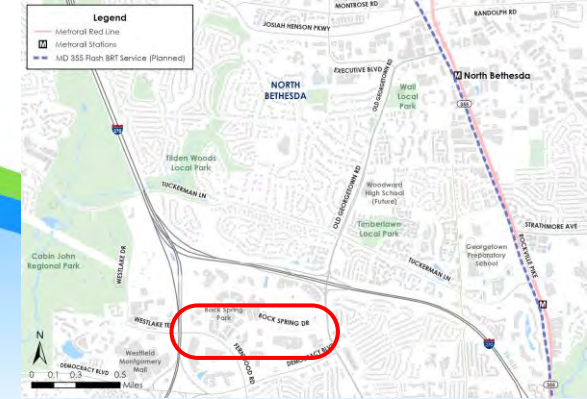 Legend
Metrorail Red Line
M Metrorail Stations
MD 355 Flash BRT Service (Planned)
MONTROSE RD
RANDOLPH RD
JOSIAH HENSON PKWY
EXECUTIVE BLVD
M North Bethesda
NORTH
BETHESDA
Wall
Local
Park
OLD GEORGETOWN RD
355
270
Tilden Woods
Local Park
TUCKERMAN LN
Woodward
High School
(Future)
OLD GEORGETOWN RD
Timberlawn
Local Park
STRATHMORE AVE
Georgetown
Preparatory
School
ROCKVILLE PIKE
TUCKERMAN LN
Cabin John
Regional Park
WESTLAKE DR
M
Rock Spring
Park
ROCK SPRING DR
WESTLAKE TE
N
FERNWOOD RD
DEMOCRACY BLVD
270
Westfield
Montgomery
Mall
DEMOCRACY BLVD
355
0 0.1 0.3 0.5
Miles